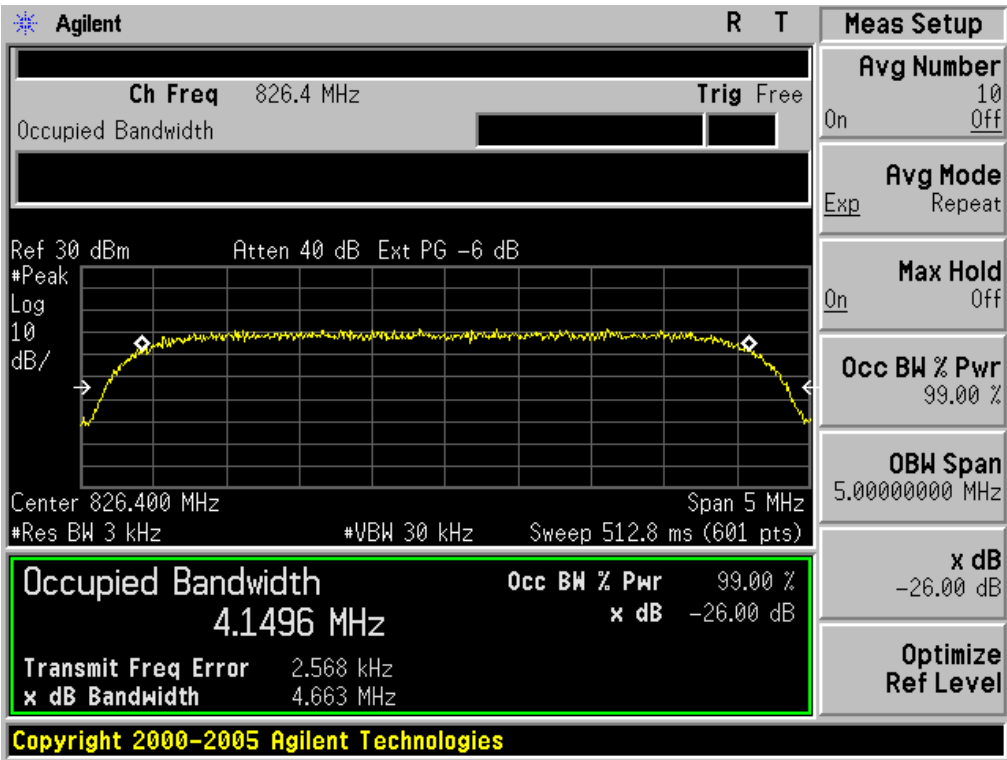 Agilent R T
Ch Freq 826.4 MHz Trig Free
Occupied Bandwidth
Ref 30 dBm Atten 40 dB Ext PG -6 dB
#Peak
Log
10
dB/
Center 826.400 MHz Span 5 MHz
#Res BW 3 kHz #VBW 30 kHz Sweep 512.8 ms (601 pts)
Occupied Bandwidth Occ BW % Pwr 99.00 %
4.1496 MHz x dB -26.00 dB
Transmit Freq Error 2.568 kHz
x dB Bandwidth 4.663 MHz
Copyright 2000-2005 Agilent Technologies
Meas Setup
Avg Number
10
On Off
Avg Mode
Exp Repeat
Max Hold
On Off
Occ BW % Pwr
99.00 %
OBW Span
5.00000000 MHz
x dB
-26.00 dB
Optimize
Ref Level